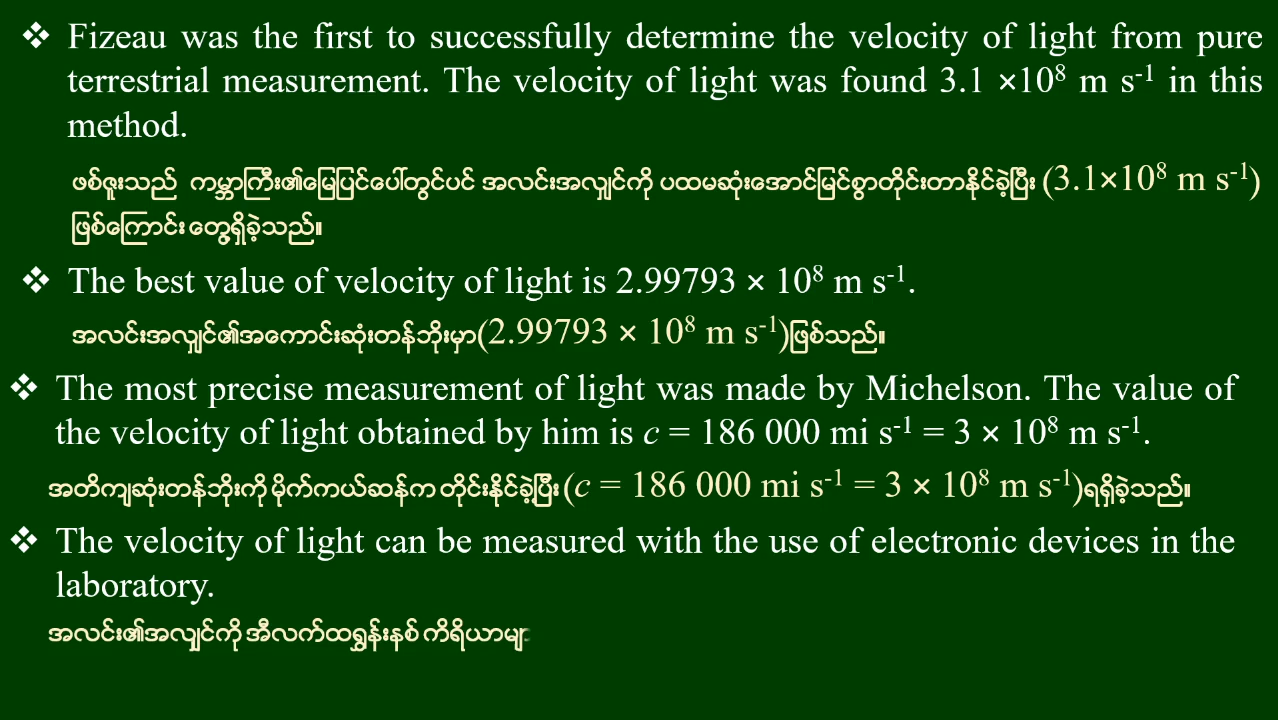 ❖ Fizeau was the first to successfully determine the velocity of light from pure
terrestrial measurement. The velocity of light was found 3.1 ×10⁸ m s⁻¹ in this
method.
ဖစ်ဇူးသည် ကမ္ဘာကြီး၏မြေပြင်ပေါ်တွင်ပင် အလင်းအလျှင်ကို ပထမဆုံးအောင်မြင်စွာတိုင်းတာနိုင်ခဲ့ပြီး (3.1×10⁸ m s⁻¹)
ဖြစ်ကြောင်း တွေ့ရှိခဲ့သည်။
❖ The best value of velocity of light is 2.99793 × 10⁸ m s⁻¹.
အလင်းအလျှင်၏အကောင်းဆုံးတန်ဘိုးမှာ(2.99793 × 10⁸ m s⁻¹)ဖြစ်သည်။
❖ The most precise measurement of light was made by Michelson. The value of
the velocity of light obtained by him is c = 186 000 mi s⁻¹ = 3 × 10⁸ m s⁻¹.
အတိကျဆုံးတန်ဘိုးကို မိုက်ကယ်ဆန်က တိုင်းနိုင်ခဲ့ပြီး (c = 186 000 mi s⁻¹ = 3 × 10⁸ m s⁻¹)ရရှိခဲ့သည်။
❖ The velocity of light can be measured with the use of electronic devices in the
laboratory.
အလင်း၏အလျှင်ကို အီလက်ထရွှန်းနစ် ကိရိယာများ